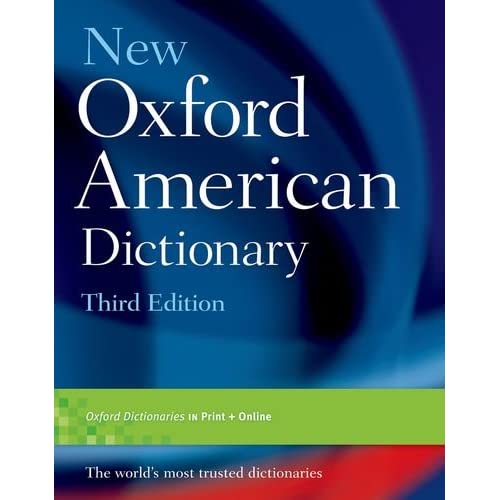 New
Oxford
American
Dictionary
Third Edition
Oxford Dictionaries IN Print + Online
The world's most trusted dictionaries